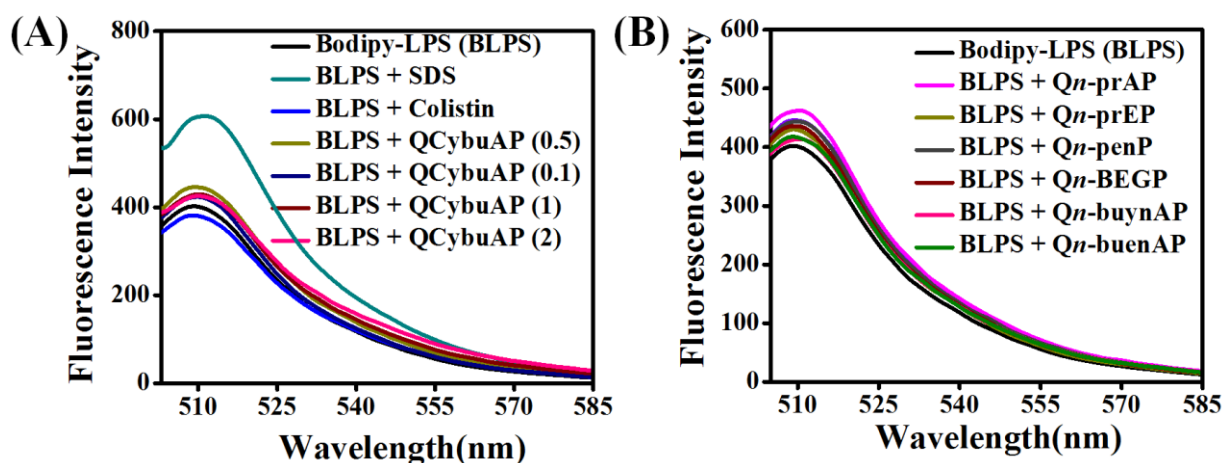 (A)
800
600
400
200
0
Fluorescence Intensity
Bodipy-LPS (BLPS)
BLPS + SDS
BLPS + Colistin
BLPS + QCybuAP (0.5)
BLPS + QCybuAP (0.1)
BLPS + QCybuAP (1)
BLPS + QCybuAP (2)
510 525 540 555 570 585
Wavelength(nm)
(B)
600
500
400
300
200
100
0
Fluorescence Intensity
Bodipy-LPS (BLPS)
BLPS + Qn-prAP
BLPS + Qn-prEP
BLPS + Qn-penP
BLPS + Qn-BEGP
BLPS + Qn-buynAP
BLPS + Qn-buenAP
510 525 540 555 570 585
Wavelength(nm)